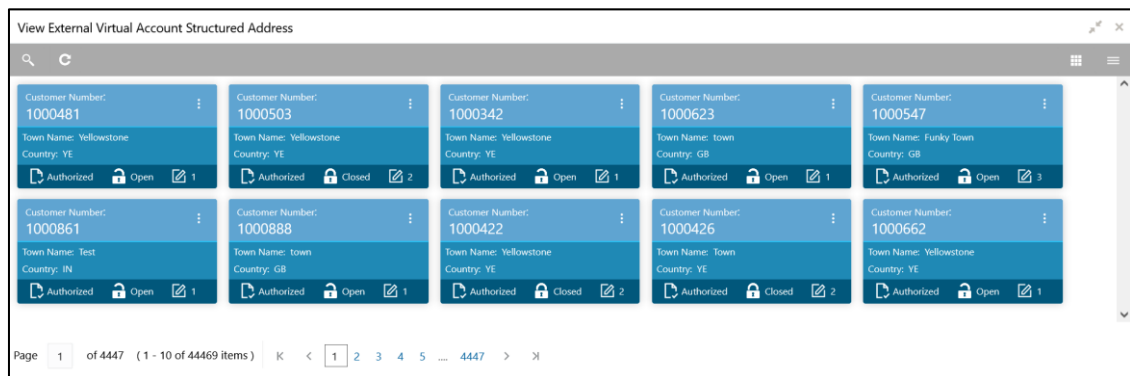 View External Virtual Account Structured Address
Customer Number:
1000481
Town Name: Yellowstone
Country: YE
Authorized Open 1
Customer Number:
1000503
Town Name: Yellowstone
Country: YE
Authorized Closed 2
Customer Number:
1000342
Town Name: Yellowstone
Country: YE
Authorized Open 1
Customer Number:
1000623
Town Name: town
Country: GB
Authorized Open 1
Customer Number:
1000547
Town Name: Funky Town
Country: GB
Authorized Open 3
Customer Number:
1000861
Town Name: Test
Country: IN
Authorized Open 1
Customer Number:
1000888
Town Name: town
Country: GB
Authorized Open 1
Customer Number:
1000422
Town Name: Yellowstone
Country: YE
Authorized Closed 2
Customer Number:
1000426
Town Name: Town
Country: YE
Authorized Closed 2
Customer Number:
1000662
Town Name: Yellowstone
Country: YE
Authorized Open 1
Page 1 of 4447 ( 1 - 10 of 44469 items ) 1 2 3 4 5 .... 4447